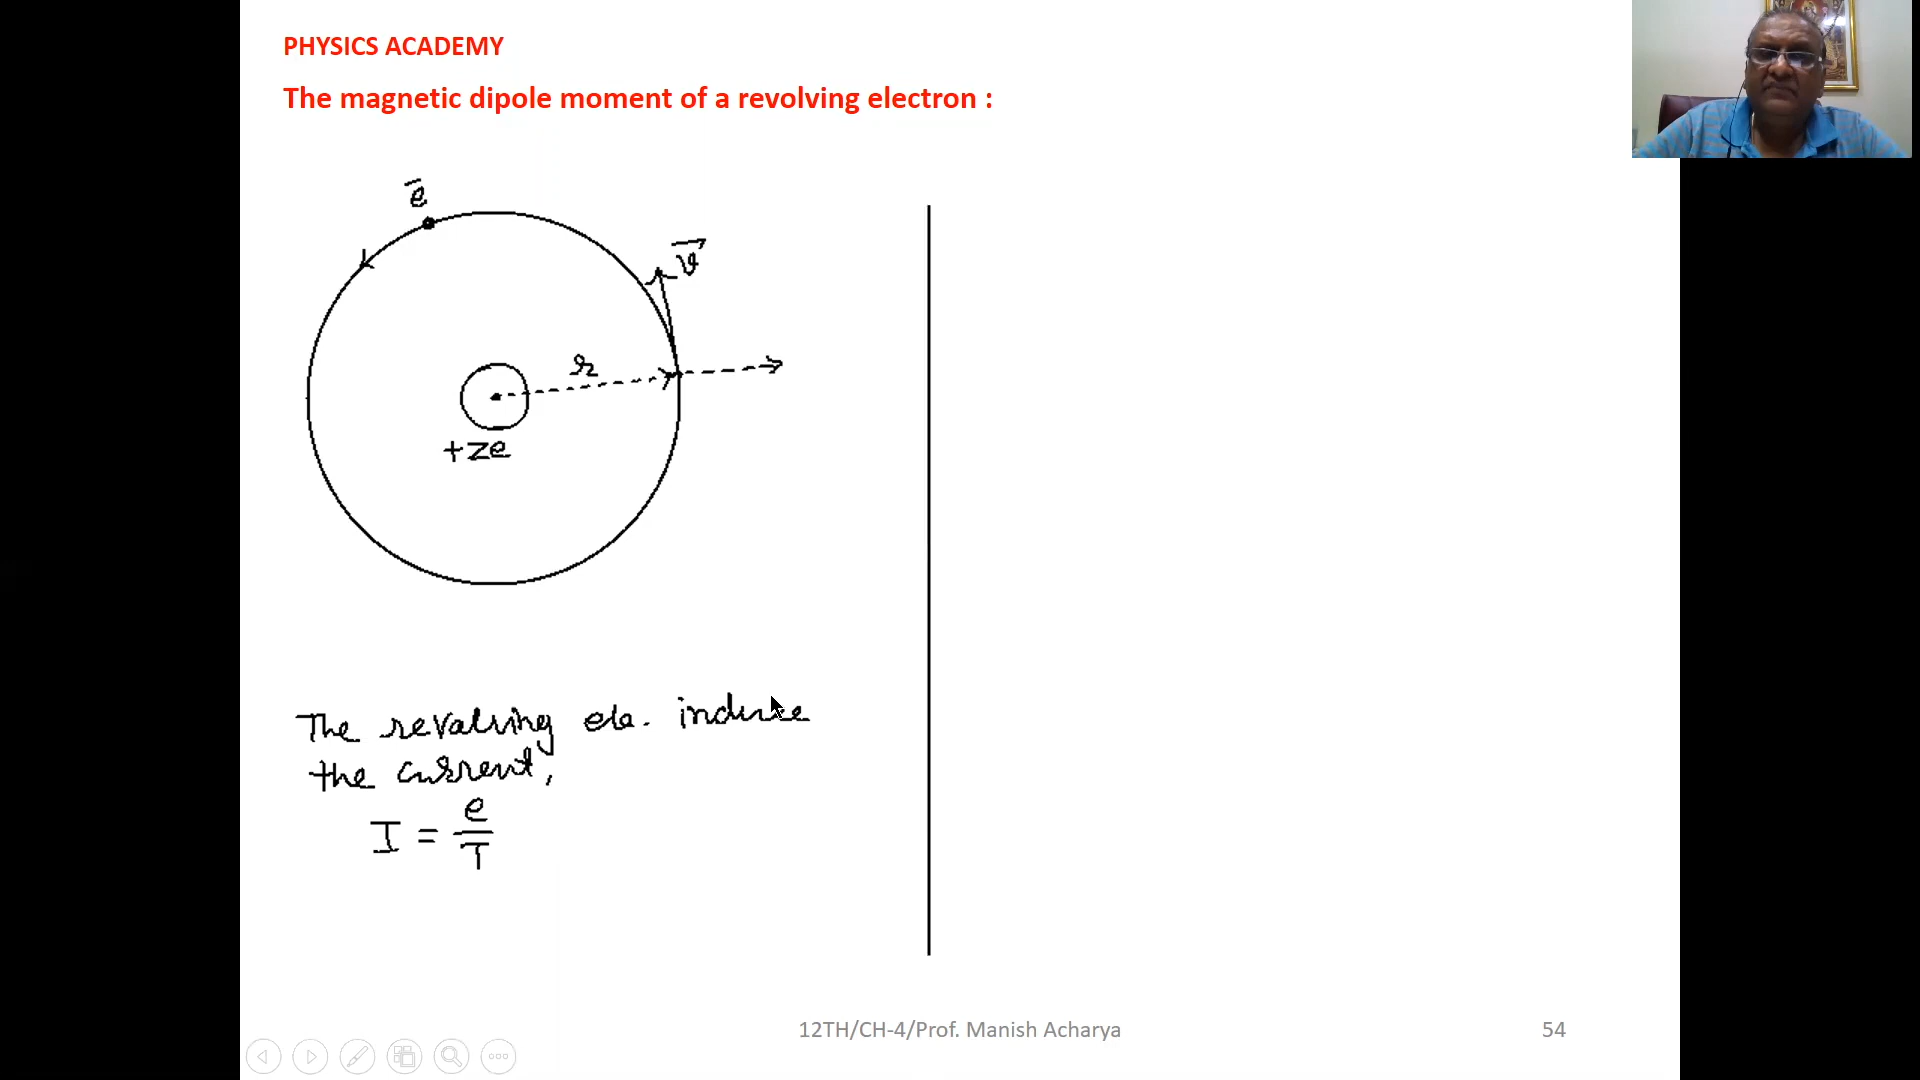 PHYSICS ACADEMY
The magnetic dipole moment of a revolving electron :
e̅
v⃗
r
+ze
The revolving ele. induce
the current,
I = e/T
12TH/CH-4/Prof. Manish Acharya
54